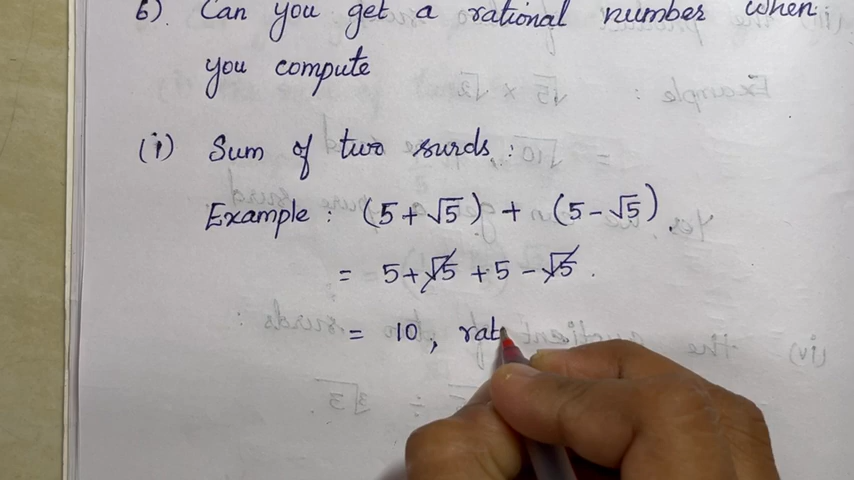 6). Can you get a rational number when
you compute
(i) Sum of two surds :
Example : (5 + √5) + (5 - √5).
= 5 + √5 + 5 - √5.
= 10, rat